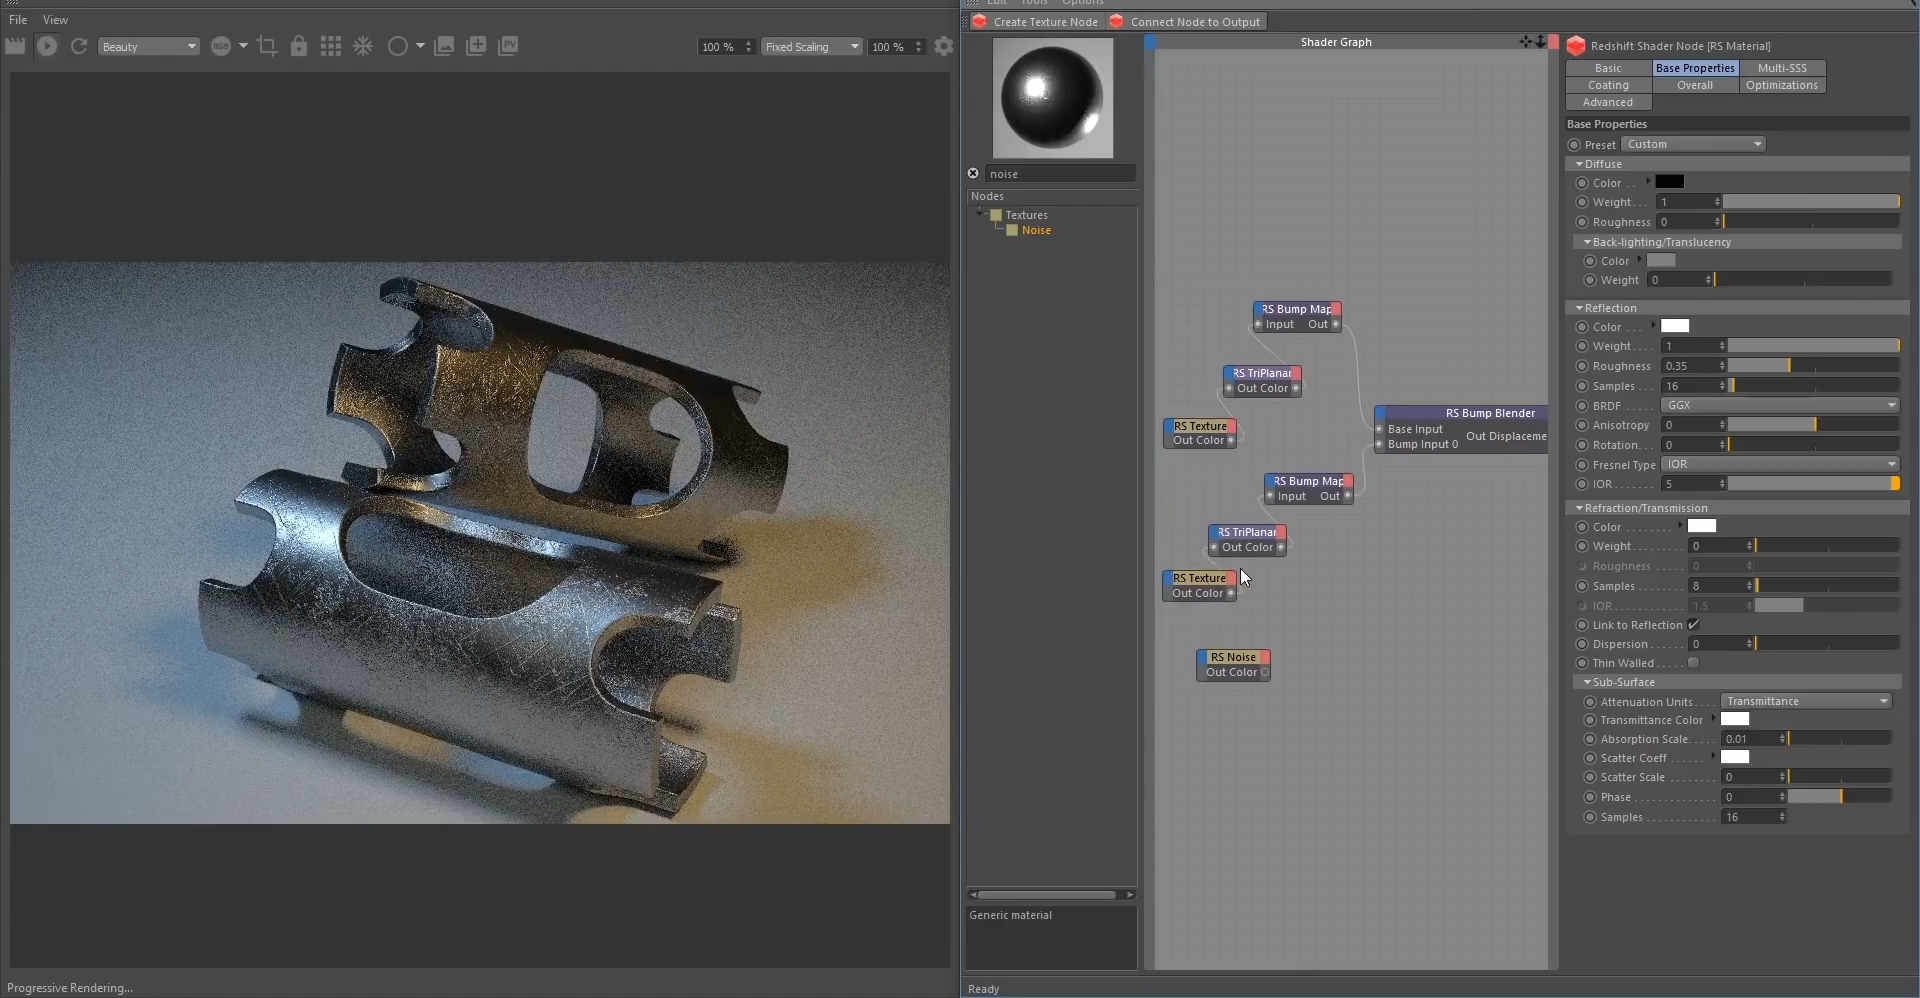 Edit Tools Options
File View
Create Texture Node Connect Node to Output
Beauty
RGB
PV
100 %
Fixed Scaling
100 %
Shader Graph
noise
Nodes
Textures
Noise
RS Bump Map
Input Out
RS TriPlanar
Out Color
RS Texture
Out Color
RS Bump Blender
Base Input
Out Displaceme
Bump Input 0
RS Bump Map
Input Out
RS TriPlanar
Out Color
RS Texture
Out Color
RS Noise
Out Color
Generic material
Redshift Shader Node [RS Material]
Basic Base Properties Multi-SSS
Coating Overall Optimizations
Advanced
Base Properties
Preset Custom
Diffuse
Color . .
Weight. . . 1
Roughness 0
Back-lighting/Translucency
Color
Weight 0
Reflection
Color . . .
Weight. . . . 1
Roughness 0.35
Samples. . . 16
BRDF . . . . GGX
Anisotropy 0
Rotation. . . 0
Fresnel Type IOR
IOR. . . . . . 5
Refraction/Transmission
Color . . . . . . . .
Weight. . . . . . . . 0
Roughness . . . . . 0
Samples . . . . . . . 8
IOR. . . . . . . . . . 1.5
Link to Reflection
Dispersion . . . . . 0
Thin Walled . . . . .
Sub-Surface
Attenuation Units. . . . Transmittance
Transmittance Color
Absorption Scale. . . . 0.01
Scatter Coeff . . . . .
Scatter Scale . . . . . . . 0
Phase . . . . . . . . . . . . 0
Samples . . . . . . . . . . 16
Progressive Rendering...
Ready